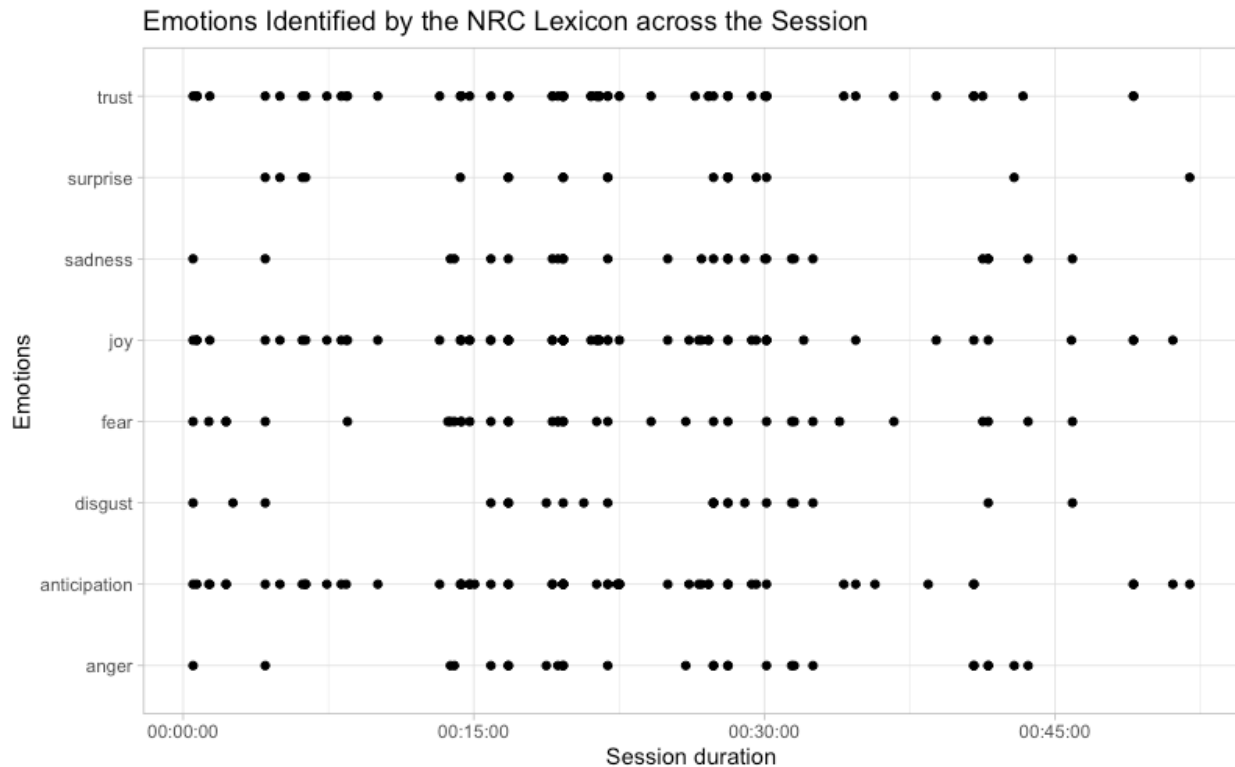 Emotions Identified by the NRC Lexicon across the Session
Emotions
trust
surprise
sadness
joy
fear
disgust
anticipation
anger
00:00:00
00:15:00
00:30:00
00:45:00
Session duration